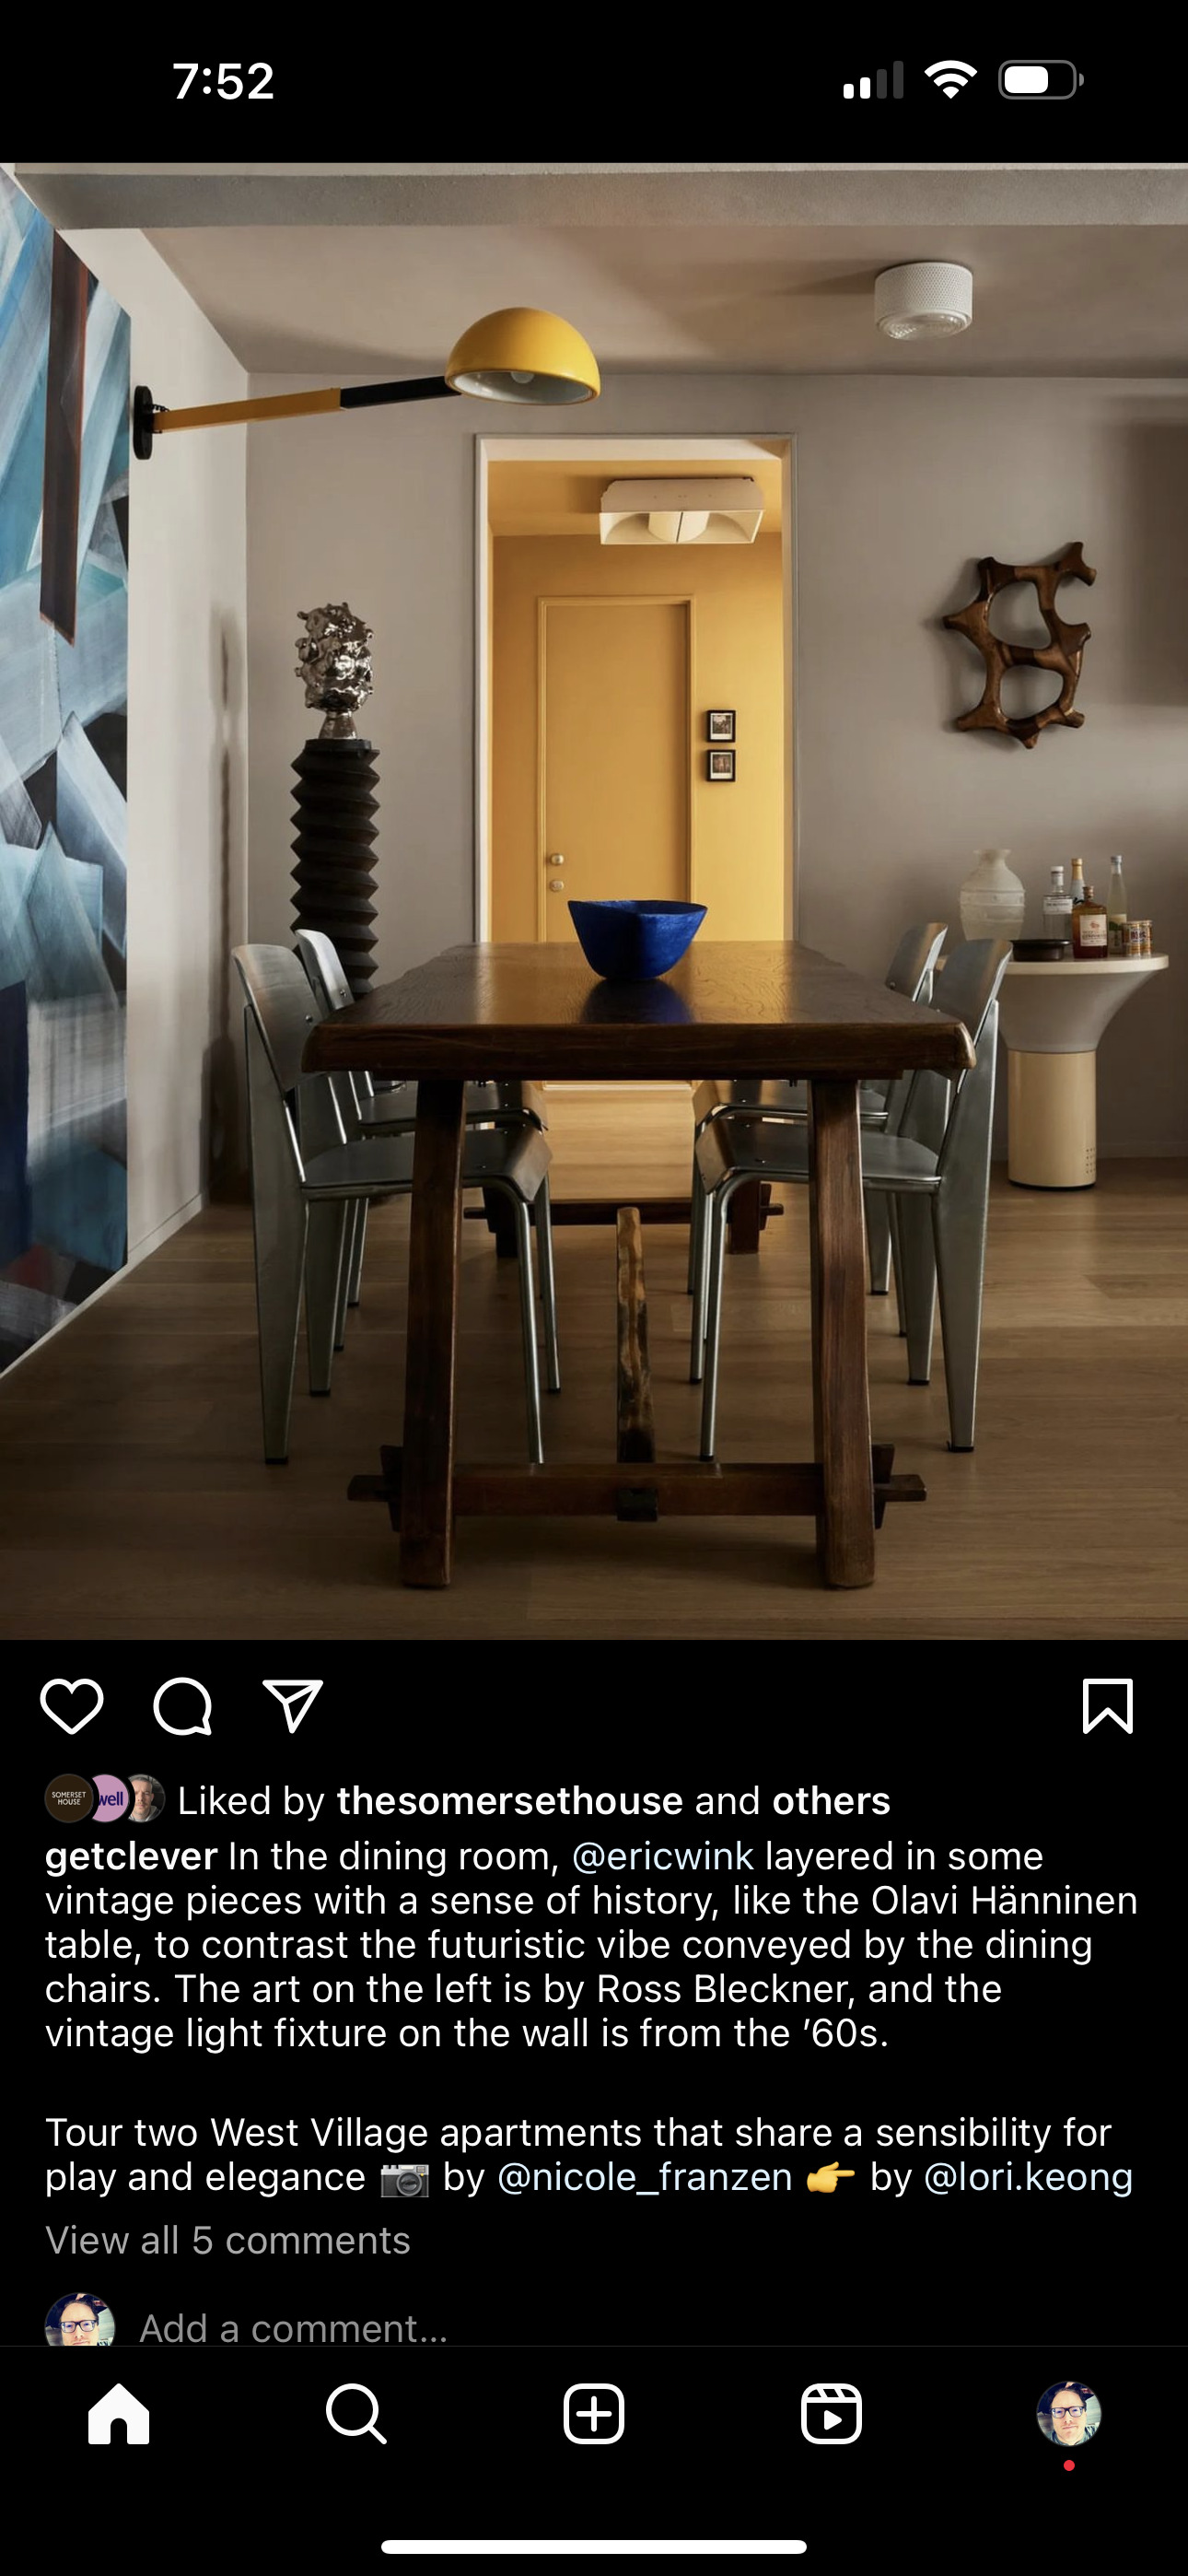 7:52
SOMERSET
HOUSE
well
Liked by thesomersethouse and others
getclever In the dining room, @ericwink layered in some
vintage pieces with a sense of history, like the Olavi Hänninen
table, to contrast the futuristic vibe conveyed by the dining
chairs. The art on the left is by Ross Bleckner, and the
vintage light fixture on the wall is from the ’60s.
Tour two West Village apartments that share a sensibility for
play and elegance 📷 by @nicole_franzen 👉 by @lori.keong
View all 5 comments
Add a comment...